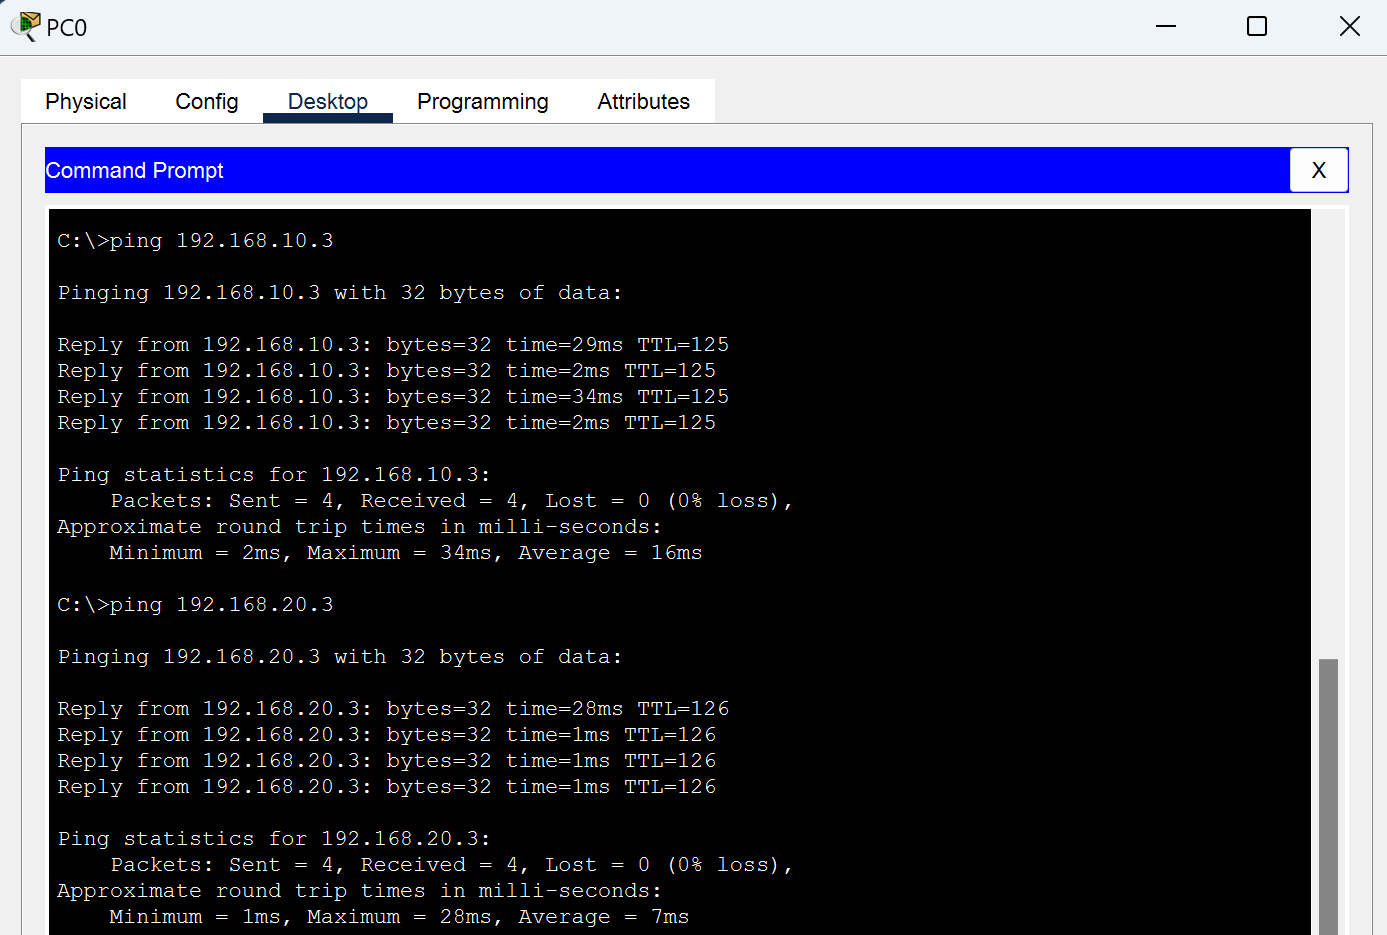 PC0
Physical Config Desktop Programming Attributes
Command Prompt X
C:\>ping 192.168.10.3
Pinging 192.168.10.3 with 32 bytes of data:
Reply from 192.168.10.3: bytes=32 time=29ms TTL=125
Reply from 192.168.10.3: bytes=32 time=2ms TTL=125
Reply from 192.168.10.3: bytes=32 time=34ms TTL=125
Reply from 192.168.10.3: bytes=32 time=2ms TTL=125
Ping statistics for 192.168.10.3:
    Packets: Sent = 4, Received = 4, Lost = 0 (0% loss),
Approximate round trip times in milli-seconds:
    Minimum = 2ms, Maximum = 34ms, Average = 16ms
C:\>ping 192.168.20.3
Pinging 192.168.20.3 with 32 bytes of data:
Reply from 192.168.20.3: bytes=32 time=28ms TTL=126
Reply from 192.168.20.3: bytes=32 time=1ms TTL=126
Reply from 192.168.20.3: bytes=32 time=1ms TTL=126
Reply from 192.168.20.3: bytes=32 time=1ms TTL=126
Ping statistics for 192.168.20.3:
    Packets: Sent = 4, Received = 4, Lost = 0 (0% loss),
Approximate round trip times in milli-seconds:
    Minimum = 1ms, Maximum = 28ms, Average = 7ms